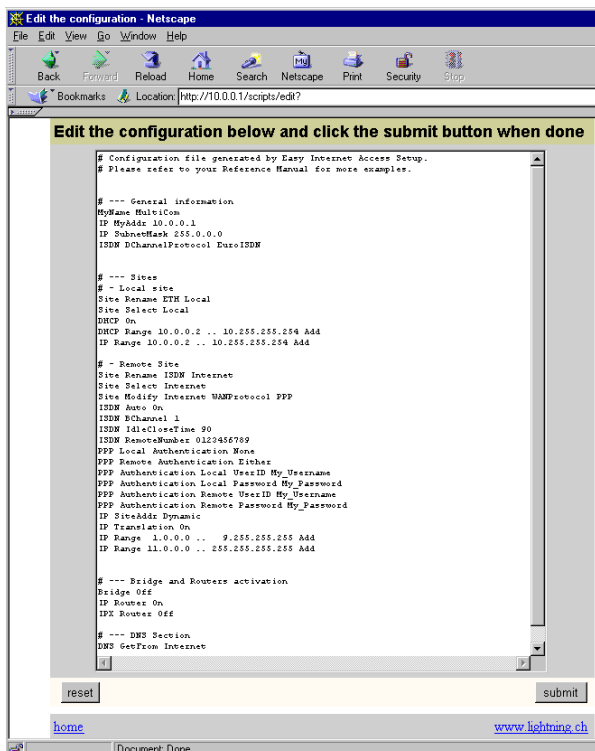 Edit the configuration - Netscape
File Edit View Go Window Help
Back Forward Reload Home Search Netscape Print Security Stop
Bookmarks Location: http://10.0.0.1/scripts/edit?
Edit the configuration below and click the submit button when done
# Configuration file generated by Easy Internet Access Setup.
# Please refer to your Reference Manual for more examples.
# --- General information
MyName MultiCom
IP MyAddr 10.0.0.1
IP SubnetMask 255.0.0.0
ISDN DChannelProtocol EuroISDN
# --- Sites
# - Local site
Site Rename ETH Local
Site Select Local
DHCP On
DHCP Range 10.0.0.2 .. 10.255.255.254 Add
IP Range 10.0.0.2 .. 10.255.255.254 Add
# - Remote Site
Site Rename ISDN Internet
Site Select Internet
Site Modify Internet WANProtocol PPP
ISDN Auto On
ISDN BChannel 1
ISDN IdleCloseTime 90
ISDN RemoteNumber 0123456789
PPP Local Authentication None
PPP Remote Authentication Either
PPP Authentication Local UserID My_Username
PPP Authentication Local Password My_Password
PPP Authentication Remote UserID My_Username
PPP Authentication Remote Password My_Password
IP SiteAddr Dynamic
IP Translation On
IP Range 1.0.0.0 .. 9.255.255.255 Add
IP Range 11.0.0.0 .. 255.255.255.255 Add
# --- Bridge and Routers activation
Bridge Off
IP Router On
IPX Router Off
# --- DNS Section
DNS GetFrom Internet
reset submit
home www.lightning.ch
Document: Done